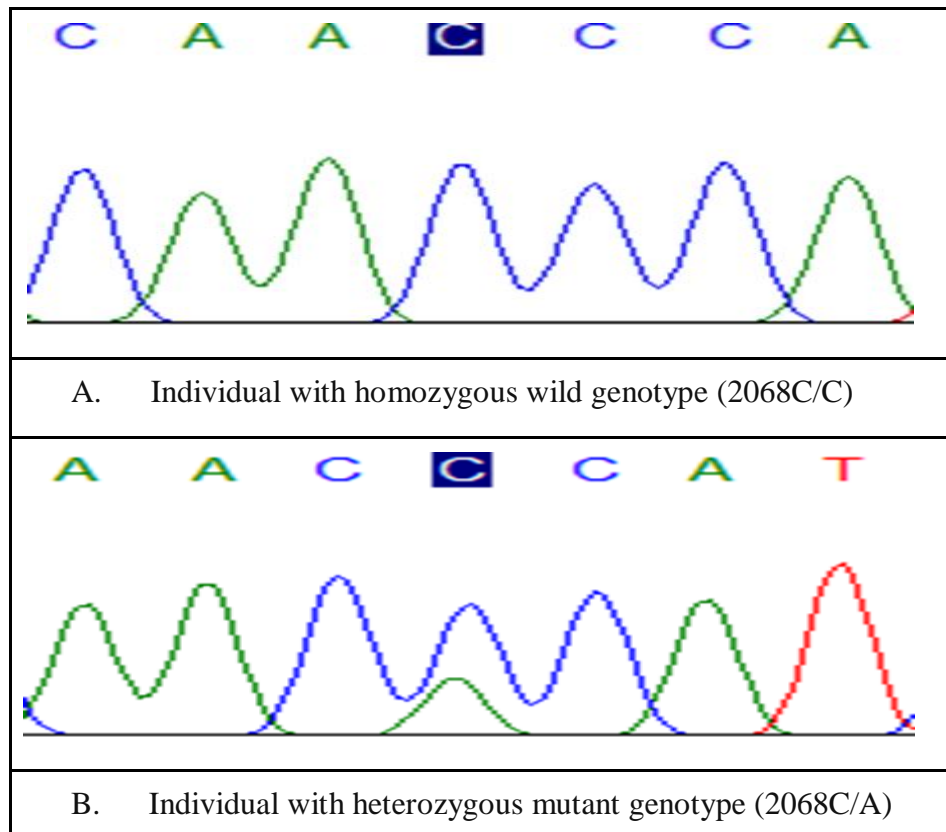 C A A C C C A
A. Individual with homozygous wild genotype (2068C/C)
A A C C C A T
B. Individual with heterozygous mutant genotype (2068C/A)